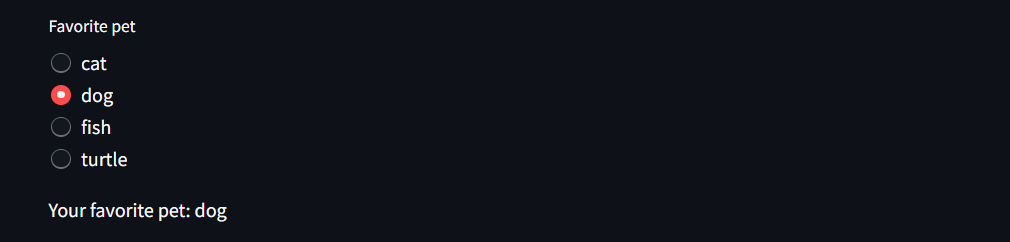 Favorite pet
cat
dog
fish
turtle
Your favorite pet: dog